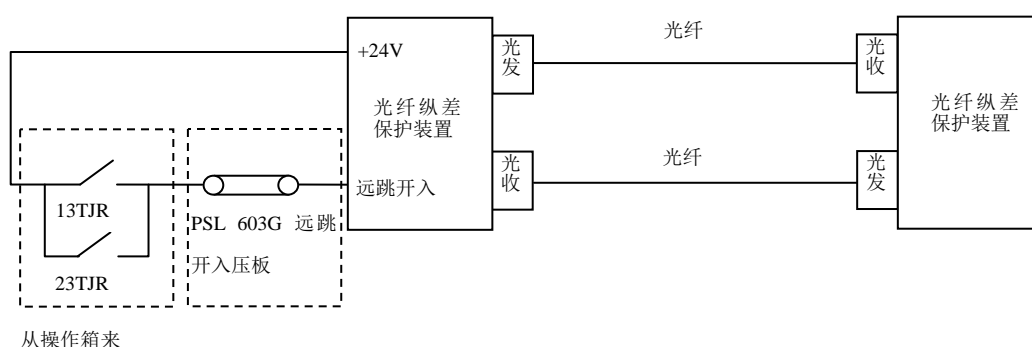 光纤
+24V
光发
光收
光纤纵差
保护装置
光纤纵差
保护装置
光纤
光收
光发
远跳开入
13TJR
PSL 603G 远跳
开入压板
23TJR
从操作箱来